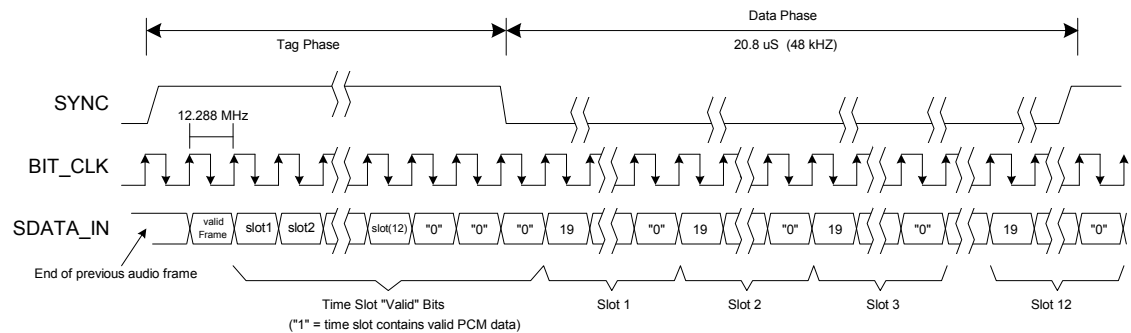 Data Phase
Tag Phase
20.8 uS (48 kHZ)
SYNC
12.288 MHz
BIT_CLK
SDATA_IN
valid Frame
slot1
slot2
slot(12)
"0"
"0"
"0"
19
"0"
19
"0"
19
"0"
19
"0"
End of previous audio frame
Time Slot "Valid" Bits
("1" = time slot contains valid PCM data)
Slot 1
Slot 2
Slot 3
Slot 12